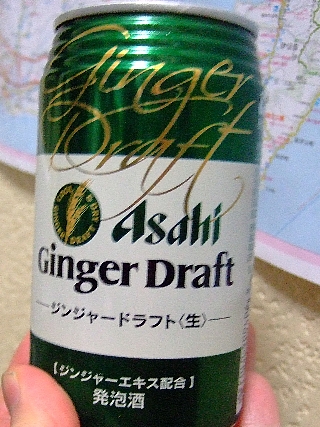 Ginger
Draft
Asahi
Ginger Draft
ジンジャードラフト〈生〉
【ジンジャーエキス配合】
発泡酒